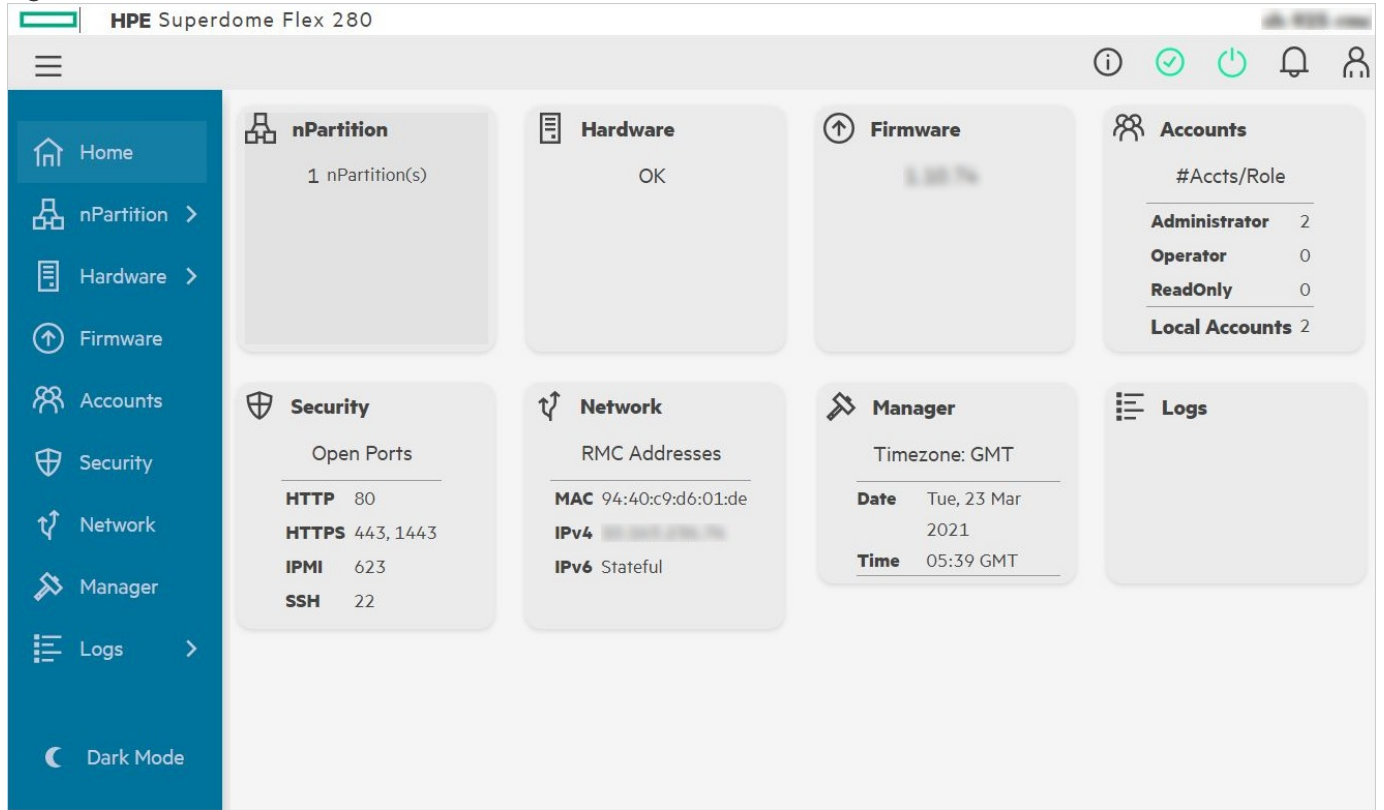 HPE Superdome Flex 280
Home
nPartition
Hardware
Firmware
Accounts
Security
Network
Manager
Logs
Dark Mode
nPartition
1 nPartition(s)
Hardware
OK
Firmware
Accounts
#Accts/Role
Administrator 2
Operator 0
ReadOnly 0
Local Accounts 2
Security
Open Ports
HTTP 80
HTTPS 443, 1443
IPMI 623
SSH 22
Network
RMC Addresses
MAC 94:40:c9:d6:01:de
IPv4
IPv6 Stateful
Manager
Timezone: GMT
Date Tue, 23 Mar
2021
Time 05:39 GMT
Logs